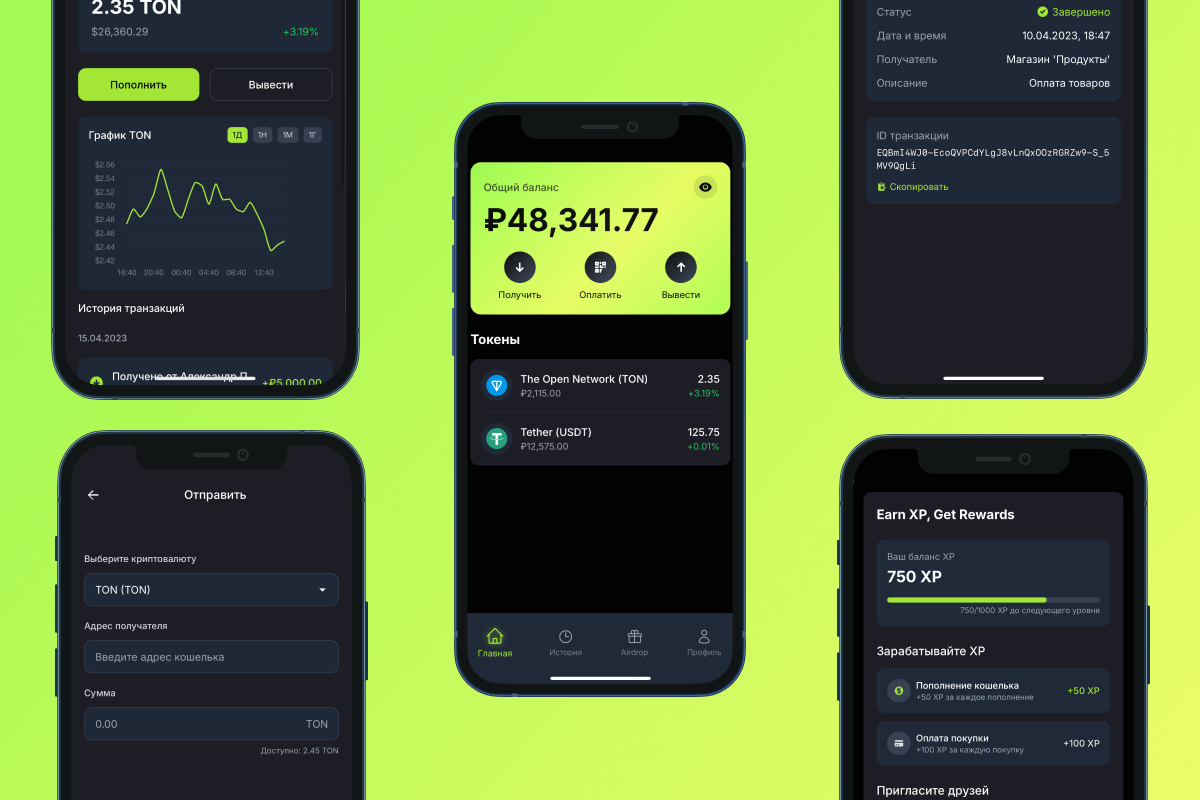 2.35 TON
$26,360.29 +3.19%
Пополнить Вывести
График TON 1Д 1Н 1М 1Г
$2.56
$2.54
$2.52
$2.50
$2.48
$2.46
$2.44
$2.42
16:40 20:40 00:40 04:40 08:40 12:40
История транзакций
15.04.2023
Получено от Александр П. +₽5,000.00
Отправить
Выберите криптовалюту
TON (TON)
Адрес получателя
Введите адрес кошелька
Сумма
0.00 TON
Доступно: 2.45 TON
Общий баланс
₽48,341.77
Получить Оплатить Вывести
Токены
The Open Network (TON) 2.35
₽2,115.00 +3.19%
Tether (USDT) 125.75
₽12,575.00 +0.01%
Главная История Airdrop Профиль
Статус Завершено
Дата и время 10.04.2023, 18:47
Получатель Магазин 'Продукты'
Описание Оплата товаров
ID транзакции
EQBmI4WJ0-EcoQVPCdYLgJ8vLnQxOOzRGRZw9-S_5
MV9QgLi
Скопировать
Earn XP, Get Rewards
Ваш баланс XP
750 XP
750/1000 XP до следующего уровня
Зарабатывайте XP
Пополнение кошелька +50 XP
+50 XP за каждое пополнение
Оплата покупки +100 XP
+100 XP за каждую покупку
Пригласите друзей